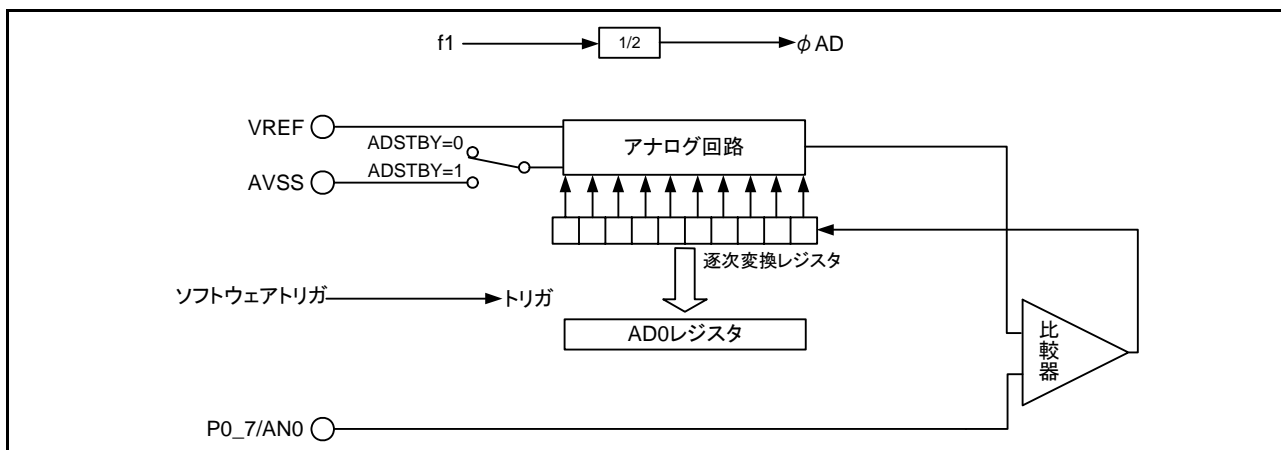 f1
1/2
φAD
VREF
ADSTBY=0
アナログ回路
AVSS
ADSTBY=1
逐次変換レジスタ
ソフトウェアトリガ
トリガ
AD0レジスタ
比較器
P0_7/AN0